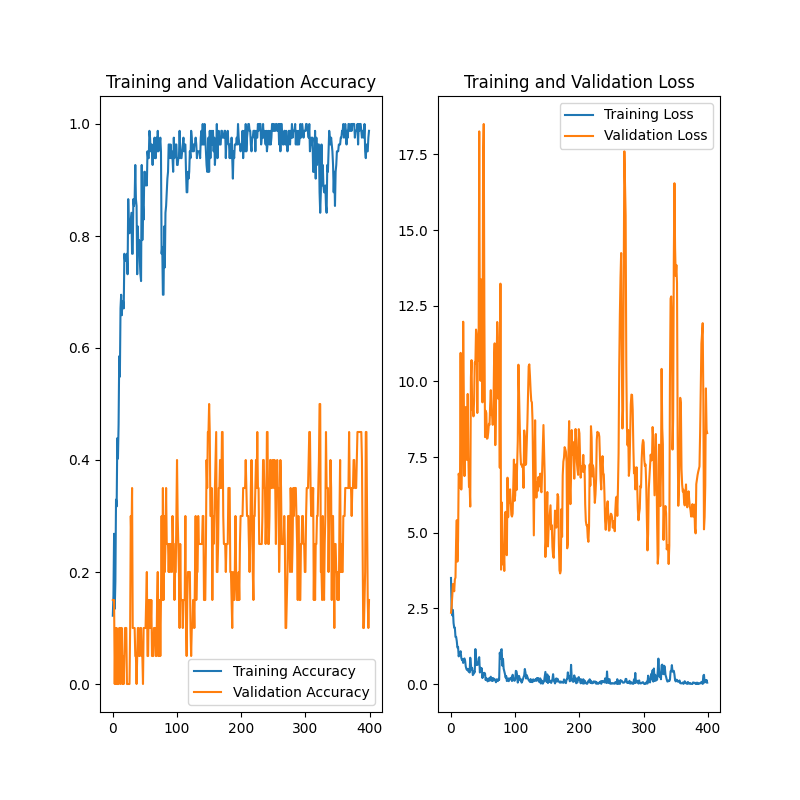 Training and Validation Accuracy
1.0
0.8
0.6
0.4
0.2
0.0
0 100 200 300 400
Training Accuracy
Validation Accuracy
Training and Validation Loss
17.5
15.0
12.5
10.0
7.5
5.0
2.5
0.0
0 100 200 300 400
Training Loss
Validation Loss